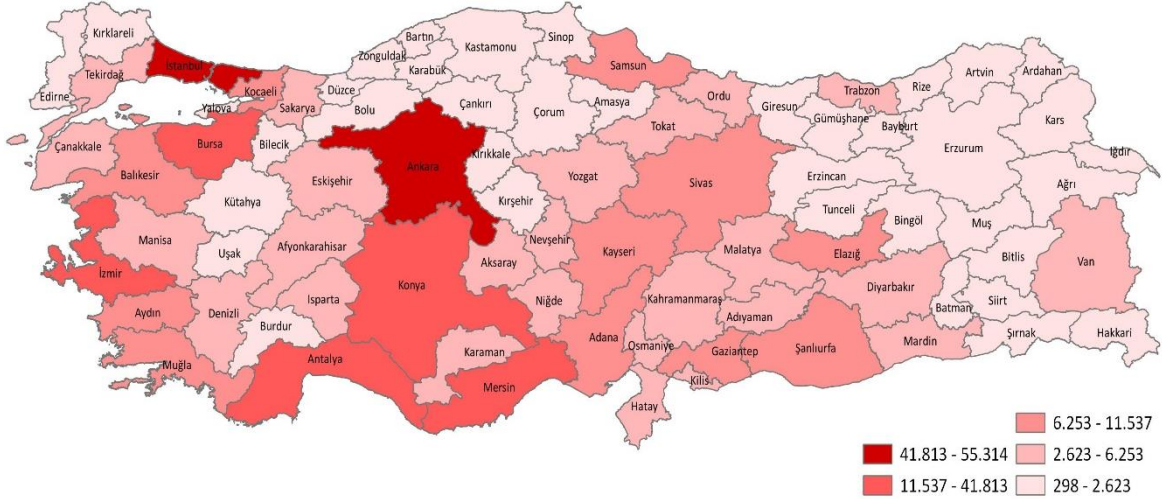 Kırklareli
Edirne
Tekirdağ
İstanbul
Kocaeli
Yalova
Sakarya
Düzce
Bolu
Zonguldak
Bartın
Karabük
Kastamonu
Sinop
Çankırı
Çorum
Samsun
Amasya
Ordu
Tokat
Giresun
Trabzon
Gümüşhane
Bayburt
Rize
Artvin
Ardahan
Kars
Iğdır
Erzurum
Ağrı
Çanakkale
Balıkesir
Bursa
Bilecik
Eskişehir
Kütahya
Ankara
Kırıkkale
Kırşehir
Yozgat
Sivas
Erzincan
Tunceli
Bingöl
Muş
Bitlis
Van
Manisa
Uşak
Afyonkarahisar
İzmir
Aydın
Denizli
Isparta
Burdur
Muğla
Antalya
Konya
Aksaray
Nevşehir
Niğde
Kayseri
Karaman
Mersin
Adana
Osmaniye
Hatay
Kahramanmaraş
Malatya
Elazığ
Adıyaman
Gaziantep
Kilis
Şanlıurfa
Diyarbakır
Batman
Mardin
Siirt
Şırnak
Hakkari
6.253 - 11.537
41.813 - 55.314
2.623 - 6.253
11.537 - 41.813
298 - 2.623